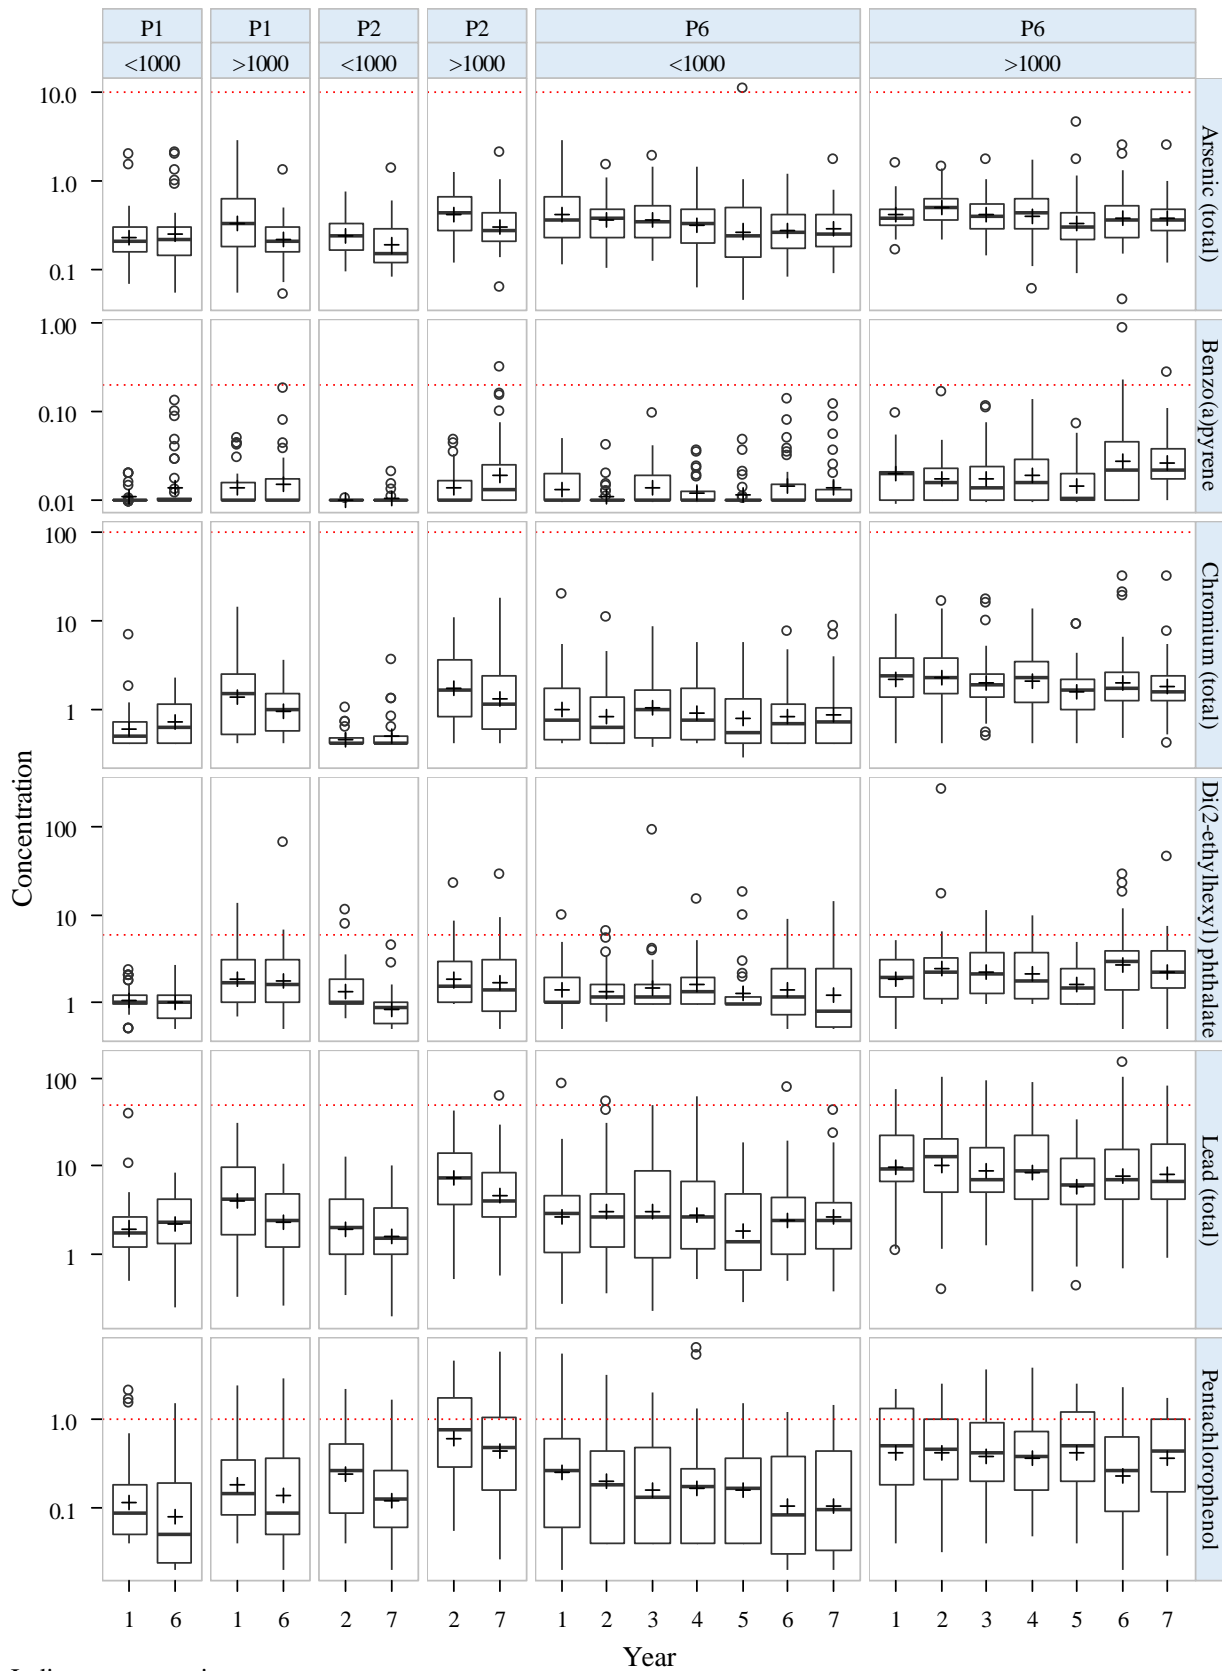 P1 P1 P2 P2 P6 P6
<1000 >1000 <1000 >1000 <1000 >1000
10.0
1.0
0.1
Arsenic (total)
1.00
0.10
0.01
Benzo(a)pyrene
100
10
1
Chromium (total)
Concentration
100
10
1
Di(2-ethylhexyl) phthalate
100
10
1
Lead (total)
1.0
0.1
Pentachlorophenol
1 6 1 6 2 7 2 7 1 2 3 4 5 6 7 1 2 3 4 5 6 7
Year